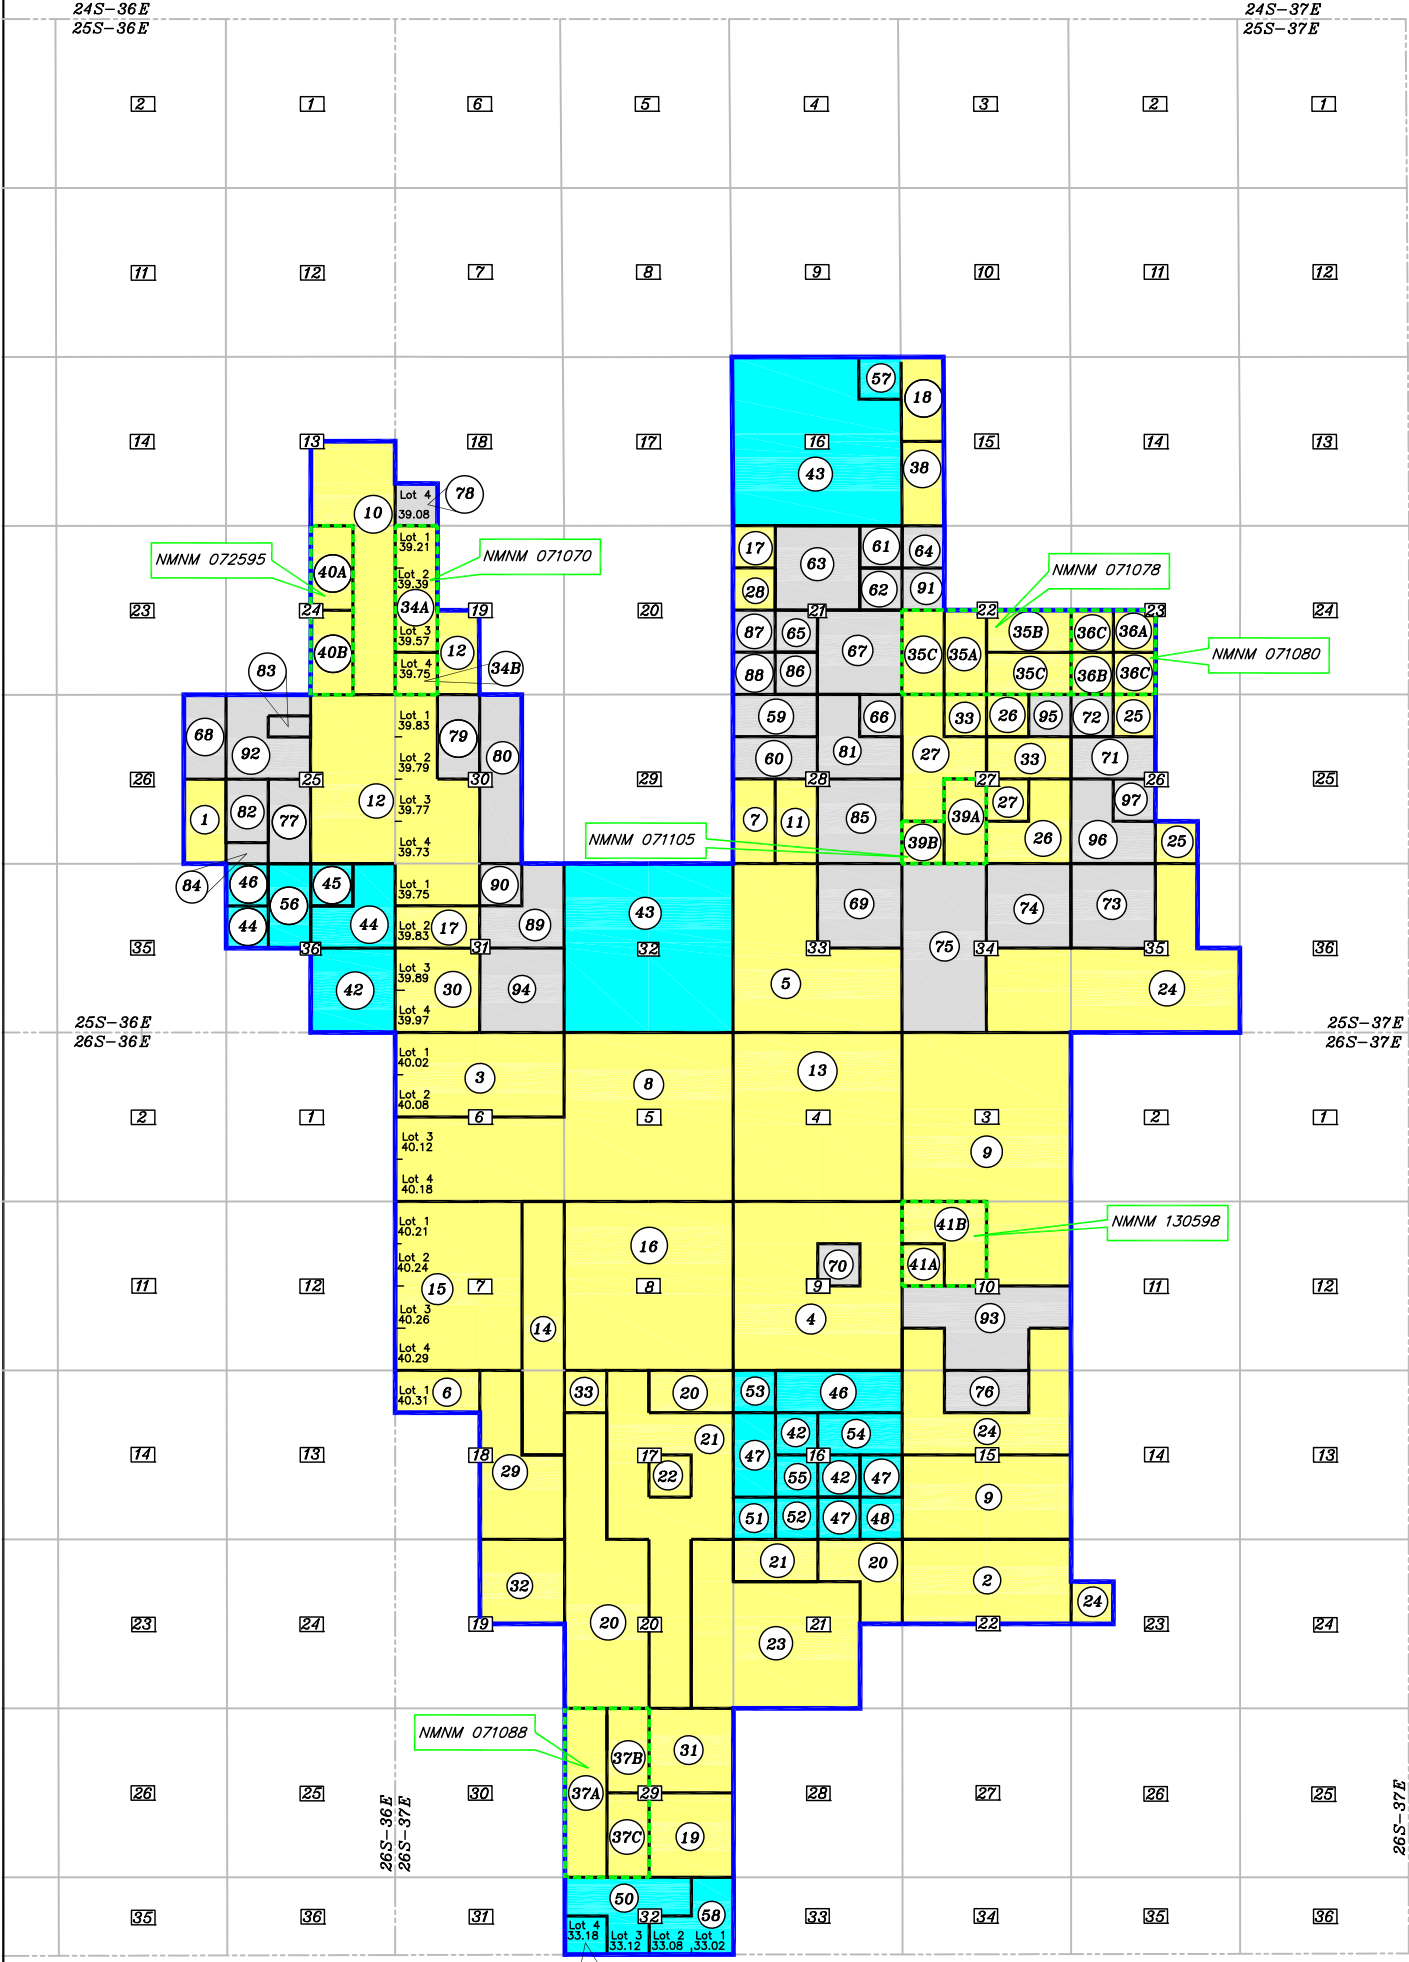 24S-36E
24S-37E
25S-36E
25S-37E
2 1 6 5 4 3 2 1
11 12 7 8 9 10 11 12
57
18
14 13 18 17 16 15 14 13
38
43
Lot 4
39.08
78
10
NMNM 072595
40A
Lot 1
39.21
NMNM 071070
17 63 61 64
Lot 2
39.39
28 62 91
NMNM 071078
34A
23 24 19 20 21 22 23 24
40B
Lot 3
39.57
12
87 65 67 35C 35A 35B 36C 36A
NMNM 071080
83
Lot 4
39.75
34B
88 86 35C 36B 36C
68 92
Lot 1
39.83
79 80
59 81 66 27 33 26 95 72 25
Lot 2
39.79
60 33 71
26 25 30 29 28 27 26 25
1 82 77 12
Lot 3
39.77
7 11 85 39A 27 97
Lot 4
39.73
NMNM 071105
39B 26 96 25
84 46 56 45
Lot 1
39.75
90 43 69 75 74 73
44 44
Lot 2
39.83
17 89
35 36 31 32 33 34 35 36
42
Lot 3
39.89
30 94 5 24
Lot 4
39.97
25S-36E
25S-37E
26S-36E
26S-37E
Lot 1
40.02
3 8 13
Lot 2
40.08
2 1 6 5 4 3 2 1
Lot 3
40.12
9
Lot 4
40.18
Lot 1
40.21
16 41B
NMNM 130598
Lot 2
40.24
70 41A
11 12 15 7 8 9 10 11 12
Lot 3
40.26
14 4 93
Lot 4
40.29
Lot 1
40.31
6 33 20 53 46 76
21 42 54 24
14 13 18 17 47 16 15 14 13
29 22 55 42 47 9
51 52 47 48
32 21 20 2
24
23 24 19 20 20 23 21 22 23 24
NMNM 071088
37B 31
26 25 30 37A 29 28 27 26 25
26S-36E
26S-37E
26S-37E
37C 19
50 58
35 36 31 32 33 34 35 36
Lot 4
33.18
Lot 3
33.12
Lot 2
33.08
Lot 1
33.02